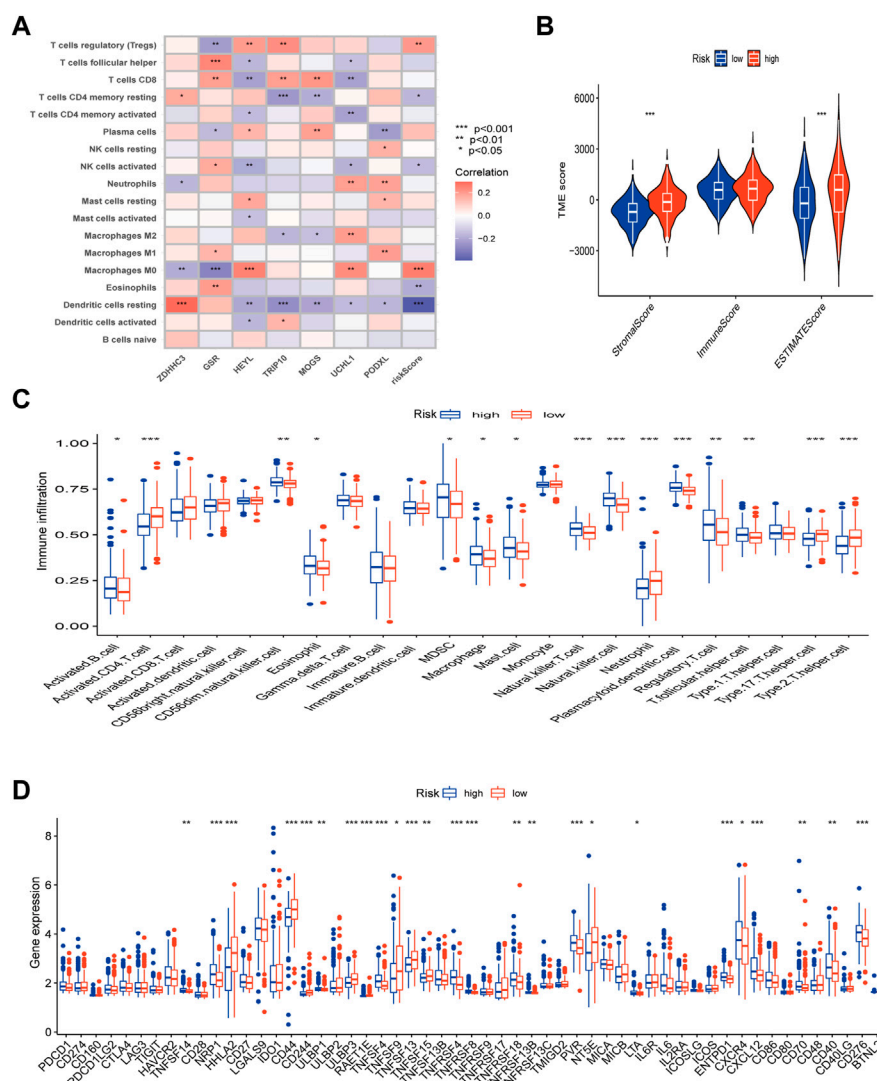 A
T cells regulatory (Tregs)
T cells follicular helper
T cells CD8
T cells CD4 memory resting
T cells CD4 memory activated
Plasma cells
NK cells resting
NK cells activated
Neutrophils
Mast cells resting
Mast cells activated
Macrophages M2
Macrophages M1
Macrophages M0
Eosinophils
Dendritic cells resting
Dendritic cells activated
B cells naive
ZDHHC3
GSR
HEYL
TRIP10
MOGS
UCHL1
PODXL
riskScore
*** p<0.001
** p<0.01
* p<0.05
Correlation
0.2
0.0
−0.2
B
Risk low high
*** ***
TME score
6000
3000
0
−3000
StromalScore
ImmuneScore
ESTIMATEScore
C
Risk high low
* *** ** * * * * *** *** *** *** ** ** *** ***
Immune infiltration
1.00
0.75
0.50
0.25
0.00
Activated.B.cell
Activated.CD4.T.cell
Activated.CD8.T.cell
Activated.dendritic.cell
CD56bright.natural.killer.cell
CD56dim.natural.killer.cell
Eosinophil
Gamma.delta.T.cell
Immature.B.cell
Immature.dendritic.cell
MDSC
Macrophage
Mast.cell
Monocyte
Natural.killer.T.cell
Natural.killer.cell
Neutrophil
Plasmacytoid.dendritic.cell
Regulatory.T.cell
T.follicular.helper.cell
Type.1.T.helper.cell
Type.17.T.helper.cell
Type.2.T.helper.cell
D
Risk high low
** *** *** *** *** ** *** *** *** * *** ** *** *** ** ** *** * * *** * *** ** ** ***
Gene expression
8
6
4
2
0
PDCD1
CD274
CD160
PDCD1LG2
CTLA4
LAG3
TIGIT
HAVCR2
TNFSF14
CD28
NRP1
HHLA2
CD27
LGALS9
IDO1
CD44
CD244
ULBP1
ULBP2
ULBP3
RAET1E
TNFSF4
TNFSF9
TNFSF13
TNFSF15
TNFSF13B
TNFRSF4
TNFRSF8
TNFRSF9
TNFRSF17
TNFRSF18
TNFRSF13B
TNFRSF13C
TMIGD2
PVR
NT5E
MICA
MICB
LTA
IL6R
IL6
IL2RA
ICOSLG
ICOS
ENTPD1
CXCR4
CXCL12
CD86
CD80
CD70
CD48
CD40
CD40LG
CD276